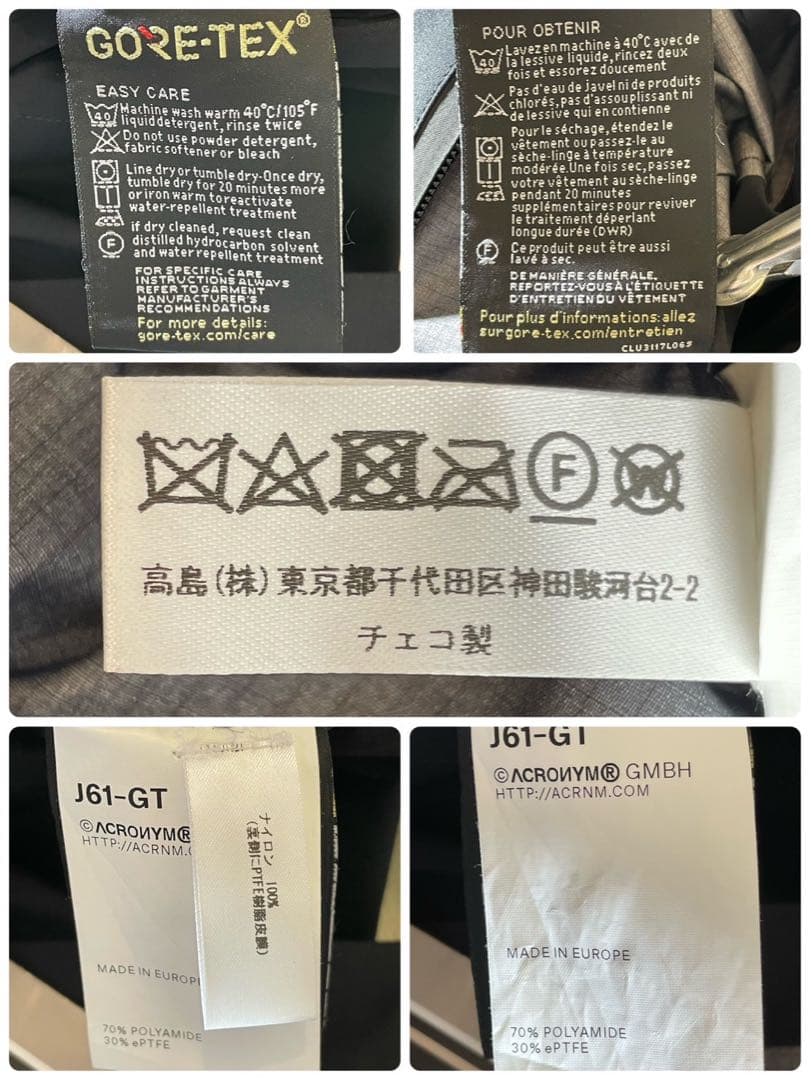 GORE-TEX®
EASY CARE
40
Machine wash warm 40°C/105°F
liquid detergent, rinse twice
Do not use powder detergent,
fabric softener or bleach
Line dry or tumble dry-Once dry,
tumble dry for 20 minutes more
or iron warm to reactivate
water-repellent treatment
F
if dry cleaned, request clean
distilled hydrocarbon solvent
and water repellent treatment
FOR SPECIFIC CARE
INSTRUCTIONS ALWAYS
REFER TO GARMENT
MANUFACTURER'S
RECOMMENDATIONS
For more details:
gore-tex.com/care
POUR OBTENIR
40
Lavez en machine à 40°C avec de
la lessive liquide, rincez deux
fois et essorez doucement
Pas d'eau de Javel ni de produits
chlorés, pas d'assouplissant ni
de lessive qui en contienne
Pour le séchage, étendez le
vêtement ou passez-le au
sèche-linge à température
modérée. Une fois sec, passez
votre vêtement au sèche-linge
pendant 20 minutes
supplémentaires pour reviver
le traitement déperlant
longue durée (DWR)
F
Ce produit peut être aussi
lavé à sec.
DE MANIÈRE GÉNÉRALE,
REPORTEZ-VOUS À L'ÉTIQUETTE
D'ENTRETIEN DU VÊTEMENT
Pour plus d'informations: allez
sur gore-tex.com/entretien
CLU3117L065
F W
高島(株)東京都千代田区神田駿河台2-2
チェコ製
J61-GT
©ACRONYM®
HTTP://ACRNM.
MADE IN EUROPE
70% POLYAMIDE
30% ePTFE
ナイロン 100%
(裏側にPTFE樹脂皮膜)
J61-GT
©ACRONYM® GMBH
HTTP://ACRNM.COM
MADE IN EUROPE
70% POLYAMIDE
30% ePTFE